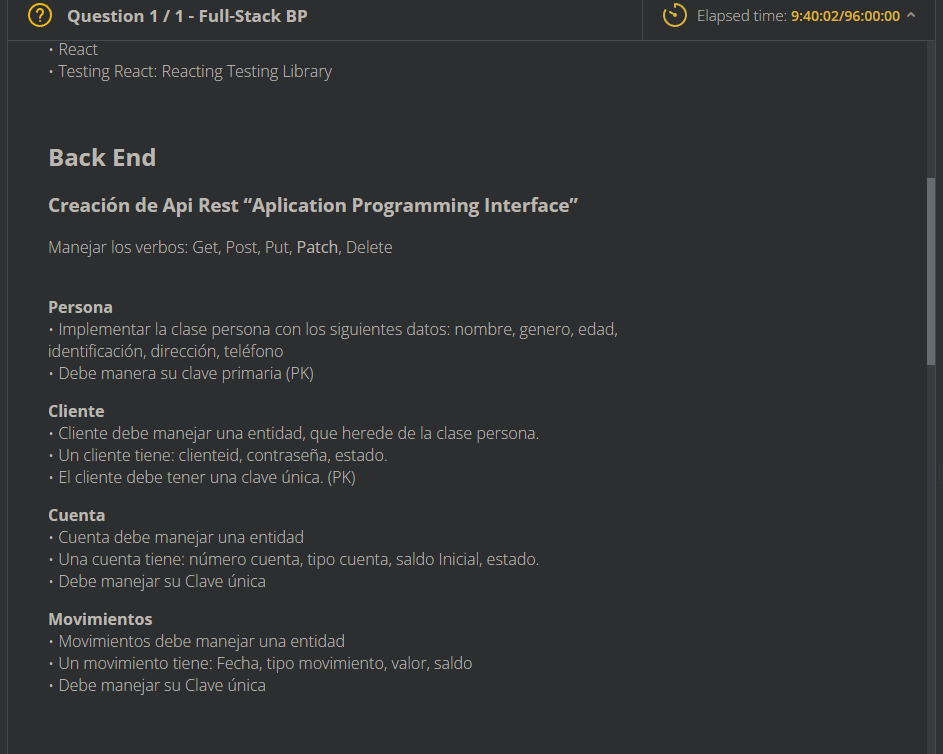 Question 1 / 1 - Full-Stack BP
Elapsed time: 9:40:02/96:00:00
• React
• Testing React: Reacting Testing Library
Back End
Creación de Api Rest “Aplication Programming Interface”
Manejar los verbos: Get, Post, Put, Patch, Delete
Persona
• Implementar la clase persona con los siguientes datos: nombre, genero, edad,
identificación, dirección, teléfono
• Debe manera su clave primaria (PK)
Cliente
• Cliente debe manejar una entidad, que herede de la clase persona.
• Un cliente tiene: clienteid, contraseña, estado.
• El cliente debe tener una clave única. (PK)
Cuenta
• Cuenta debe manejar una entidad
• Una cuenta tiene: número cuenta, tipo cuenta, saldo Inicial, estado.
• Debe manejar su Clave única
Movimientos
• Movimientos debe manejar una entidad
• Un movimiento tiene: Fecha, tipo movimiento, valor, saldo
• Debe manejar su Clave única